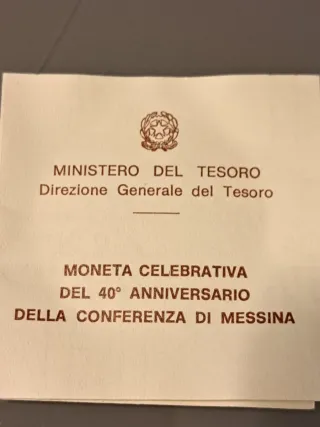 MINISTERO DEL TESORO
Direzione Generale del Tesoro
MONETA CELEBRATIVA
DEL 40° ANNIVERSARIO
DELLA CONFERENZA DI MESSINA